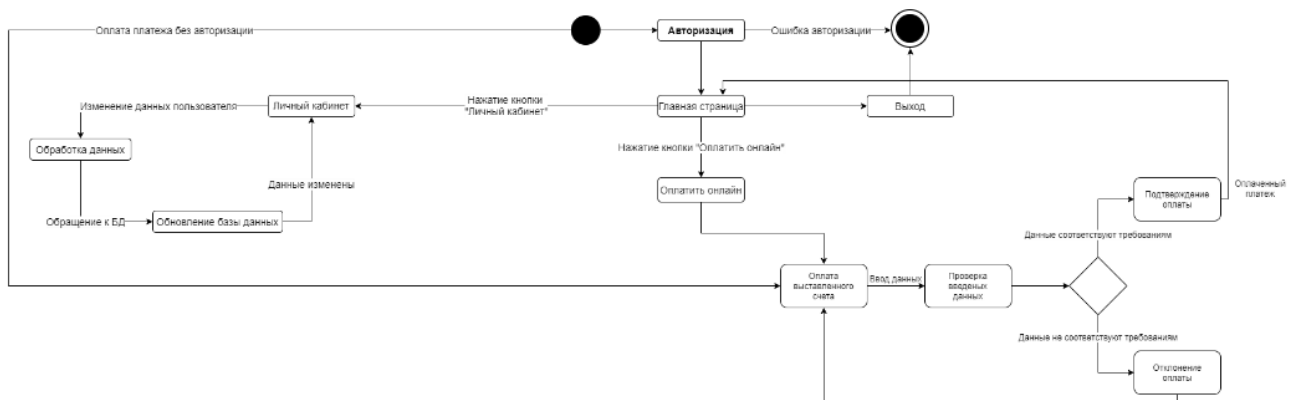 Оплата платежа без авторизации
Авторизация
Ошибка авторизации
Изменение данных пользователя
Личный кабинет
Нажатие кнопки
"Личный кабинет"
Главная страница
Выход
Обработка данных
Нажатие кнопки "Оплатить онлайн"
Данные изменены
Оплатить онлайн
Подтверждение
оплаты
Оплаченный
платеж
Обращение к БД
Обновление базы данных
Данные соответствуют требованиям
Оплата
выставленного
счета
Ввод данных
Проверка
введеных
данных
Данные не соответствуют требованиям
Отклонение
оплаты